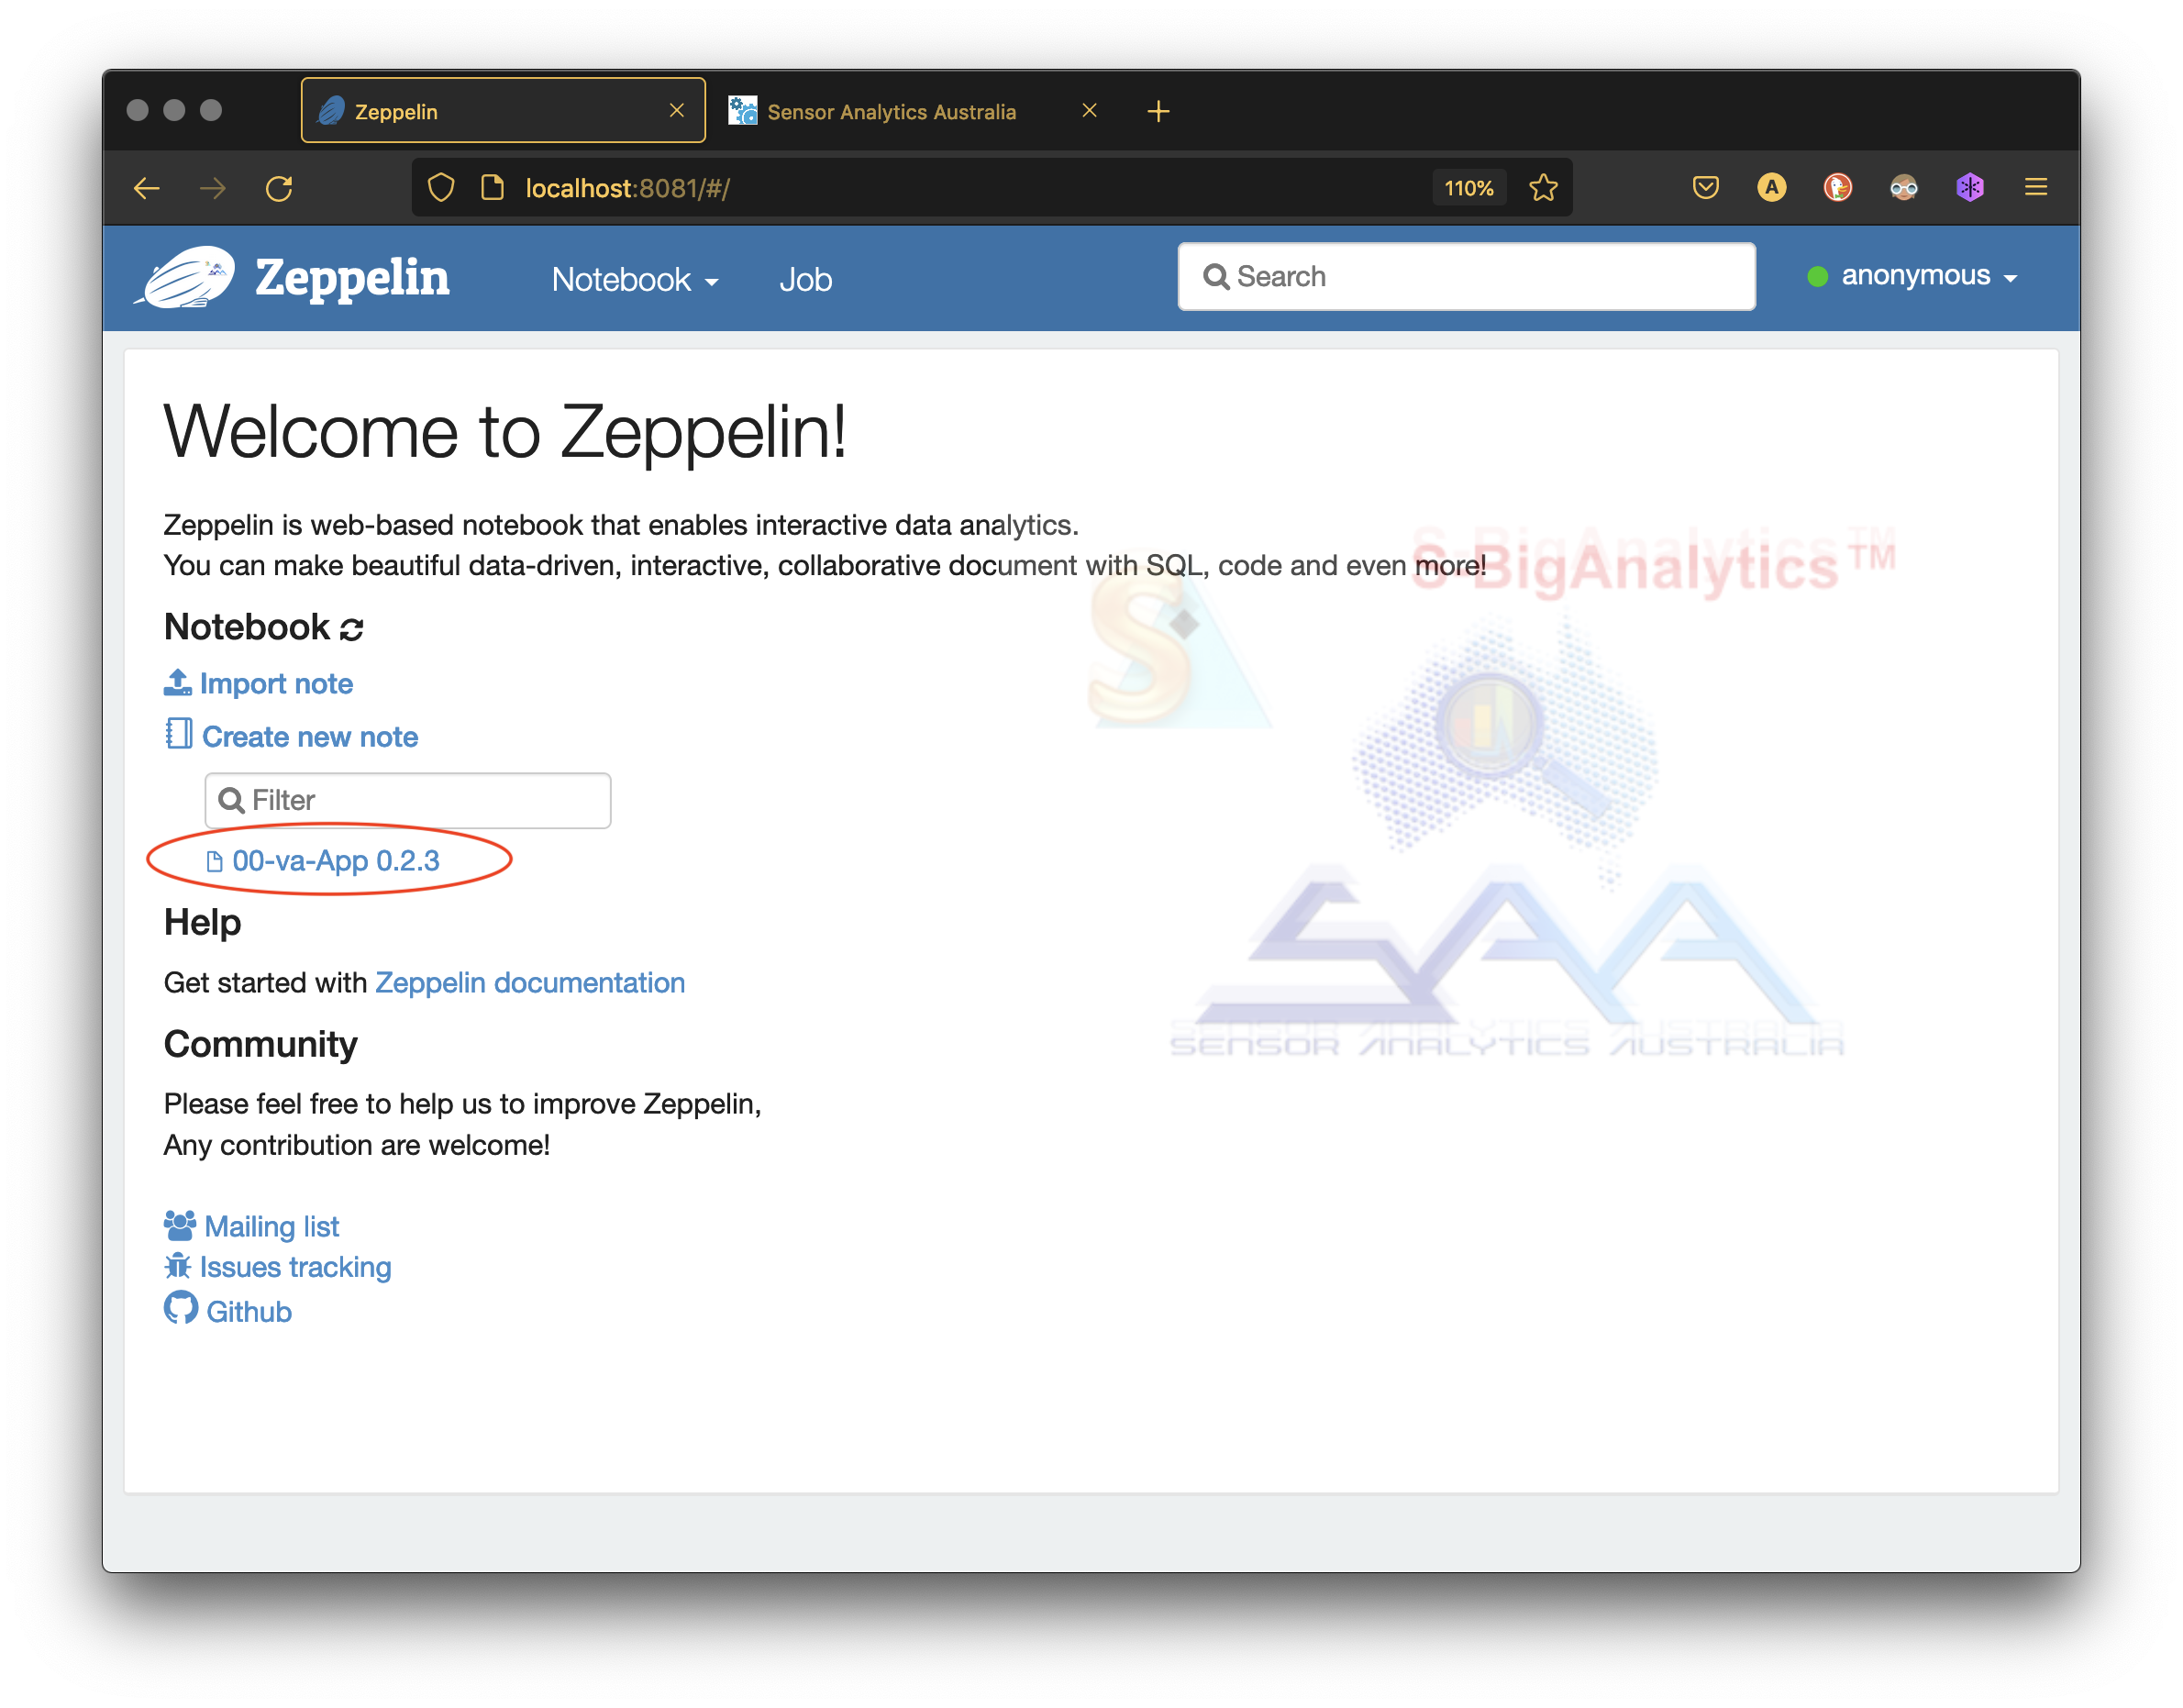 Zeppelin
Sensor Analytics Australia
localhost:8081/#/
110%
A
Zeppelin
Notebook
Job
Search
anonymous
Welcome to Zeppelin!
Zeppelin is web-based notebook that enables interactive data analytics.
You can make beautiful data-driven, interactive, collaborative document with SQL, code and even more!
S-BigAnalytics™
S
Notebook
Import note
Create new note
Filter
00-va-App 0.2.3
Help
Get started with Zeppelin documentation
SAA
SENSOR ANALYTICS AUSTRALIA
Community
Please feel free to help us to improve Zeppelin,
Any contribution are welcome!
Mailing list
Issues tracking
Github